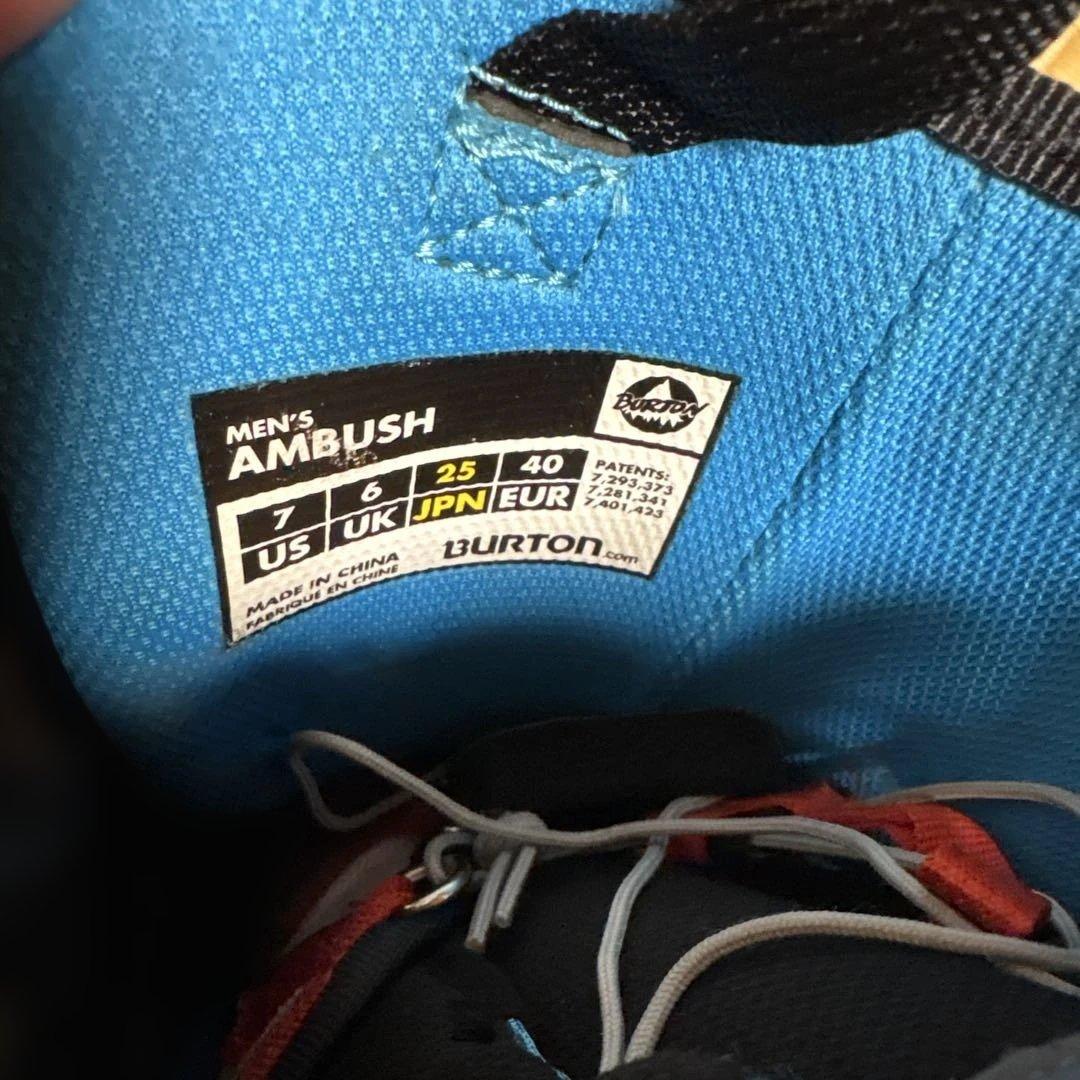 MEN'S
AMBUSH
BURTON
7 6 25 40
US UK JPN EUR
PATENTS:
7,293,373
7,281,341
7,401,423
BURTON.com
MADE IN CHINA
FABRIQUÉ EN CHINE